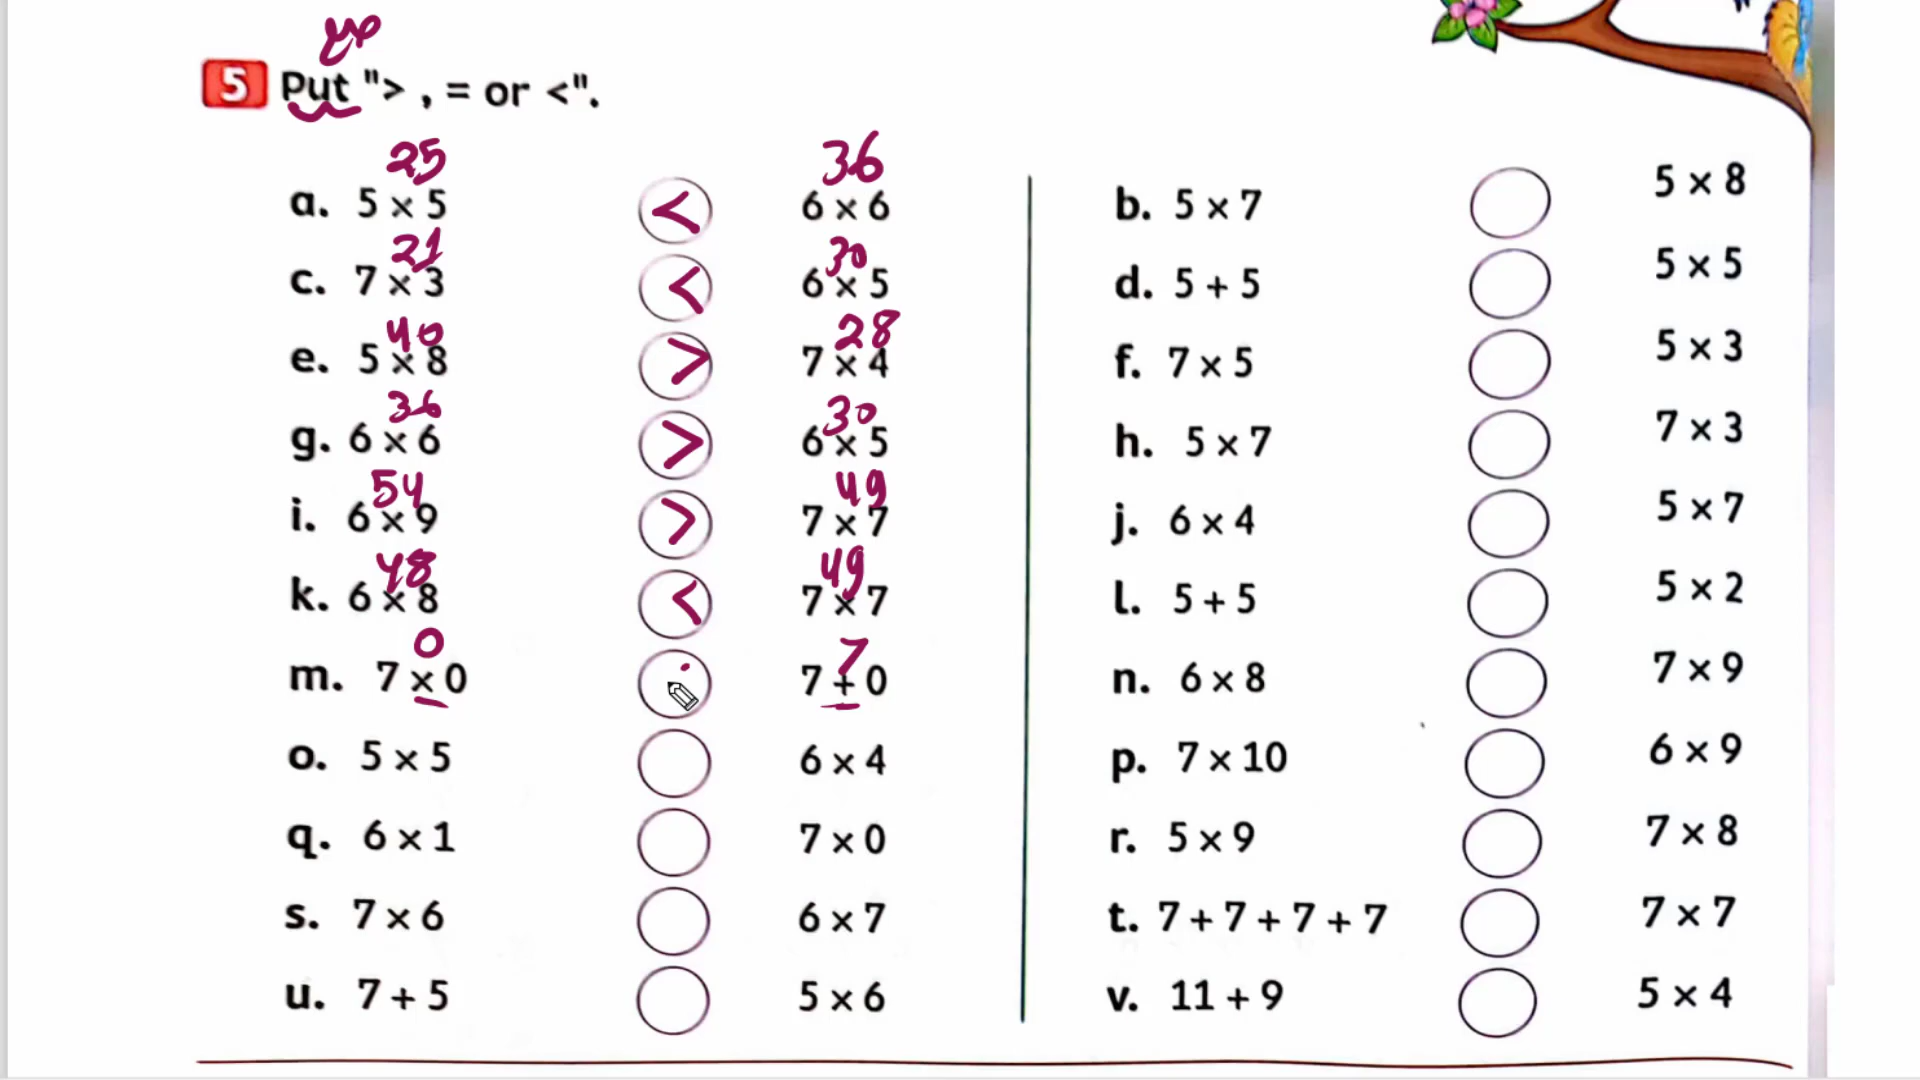 5 Put "> , = or <".
25 36
a. 5 × 5 < 6 × 6 b. 5 × 7 5 × 8
21 30
c. 7 × 3 < 6 × 5 d. 5 + 5 5 × 5
40 28
e. 5 × 8 > 7 × 4 f. 7 × 5 5 × 3
36 30
g. 6 × 6 > 6 × 5 h. 5 × 7 7 × 3
54 49
i. 6 × 9 > 7 × 7 j. 6 × 4 5 × 7
48 49
k. 6 × 8 < 7 × 7 l. 5 + 5 5 × 2
0 7
m. 7 × 0 7 + 0 n. 6 × 8 7 × 9
o. 5 × 5 6 × 4 p. 7 × 10 6 × 9
q. 6 × 1 7 × 0 r. 5 × 9 7 × 8
s. 7 × 6 6 × 7 t. 7 + 7 + 7 + 7 7 × 7
u. 7 + 5 5 × 6 v. 11 + 9 5 × 4